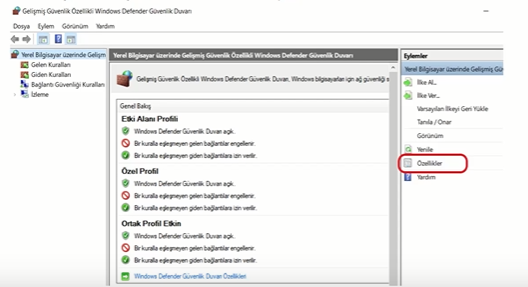 Gelişmiş Güvenlik Özellikli Windows Defender Güvenlik Duvarı
Dosya Eylem Görünüm Yardım
Yerel Bilgisayar üzerinde Gelişm
Gelen Kuralları
Giden Kuralları
Bağlantı Güvenliği Kuralları
İzleme
Yerel Bilgisayar üzerinde Gelişmiş Güvenlik Özellikli Windows Defender Güvenlik Duvarı
Gelişmiş Güvenlik Özellikli Windows Defender Güvenlik Duvarı, Windows bilgisayarları için ağ güvenliği s
Genel Bakış
Etki Alanı Profili
Windows Defender Güvenlik Duvarı açık.
Bir kuralla eşleşmeyen gelen bağlantılar engellenir.
Bir kuralla eşleşmeyen giden bağlantılara izin verilir.
Özel Profil
Windows Defender Güvenlik Duvarı açık.
Bir kuralla eşleşmeyen gelen bağlantılar engellenir.
Bir kuralla eşleşmeyen giden bağlantılara izin verilir.
Ortak Profil Etkin
Windows Defender Güvenlik Duvarı açık.
Bir kuralla eşleşmeyen gelen bağlantılar engellenir.
Bir kuralla eşleşmeyen giden bağlantılara izin verilir.
Windows Defender Güvenlik Duvarı Özellikleri
Eylemler
Yerel Bilgisayar üzerinde Gelişmiş Gü
İlke Al...
İlke Ver...
Varsayılan İlkeyi Geri Yükle
Tanıla / Onar
Görünüm
Yenile
Özellikler
Yardım